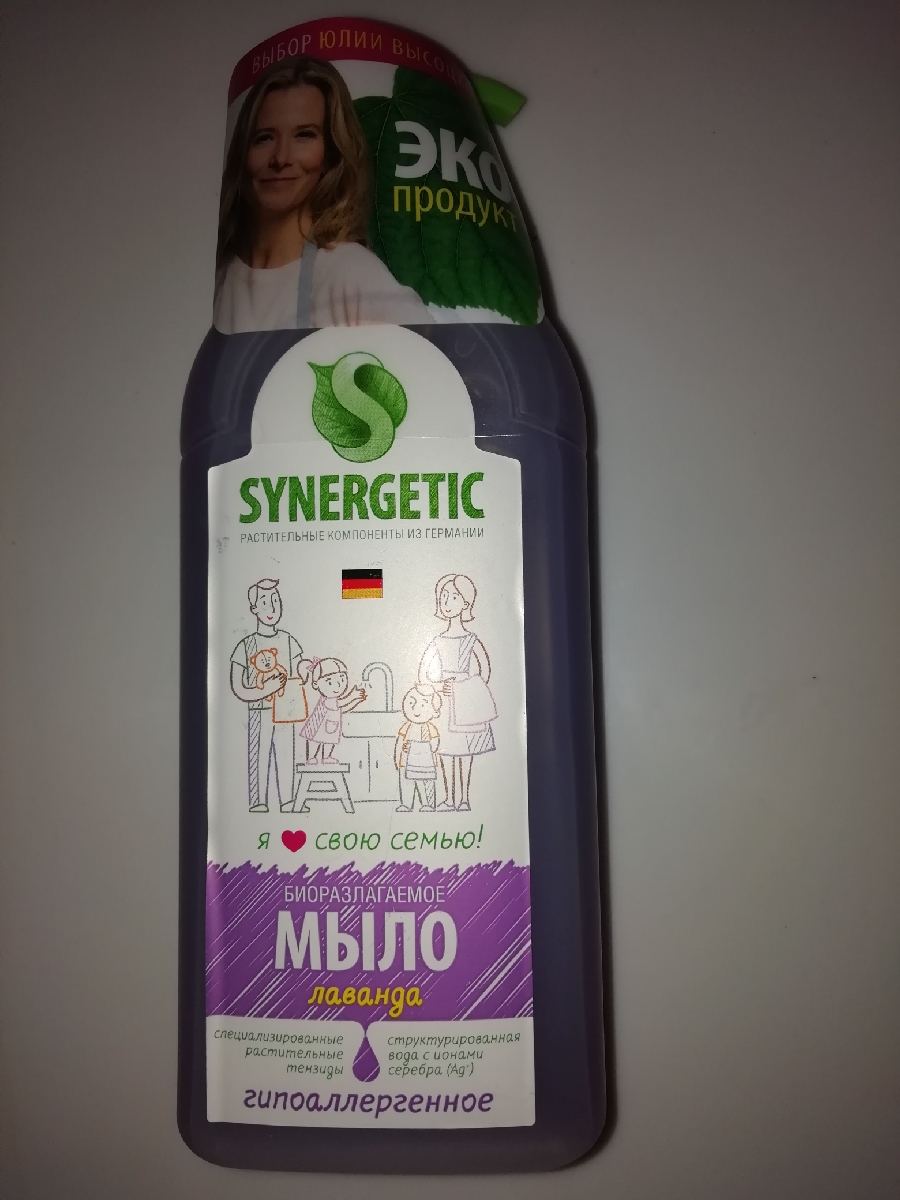 ВЫБОР ЮЛИИ
ЭКО
продукт
SYNERGETIC
РАСТИТЕЛЬНЫЕ КОМПОНЕНТЫ ИЗ ГЕРМАНИИ
я свою семью!
БИОРАЗЛАГАЕМОЕ
МЫЛО
лаванда
специализированные
растительные
тензиды
структурированная
вода с ионами
серебра (Ag⁺)
гипоаллергенное